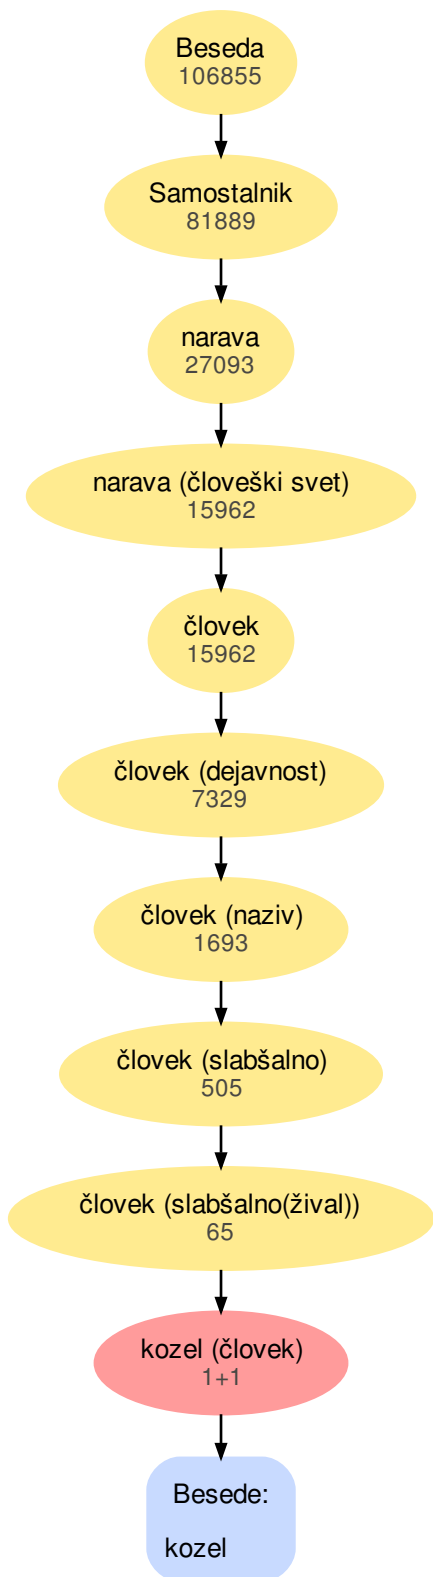 Beseda
106855
Samostalnik
81889
narava
27093
narava (človeški svet)
15962
človek
15962
človek (dejavnost)
7329
človek (naziv)
1693
človek (slabšalno)
505
človek (slabšalno(žival))
65
kozel (človek)
1+1
Besede:
kozel